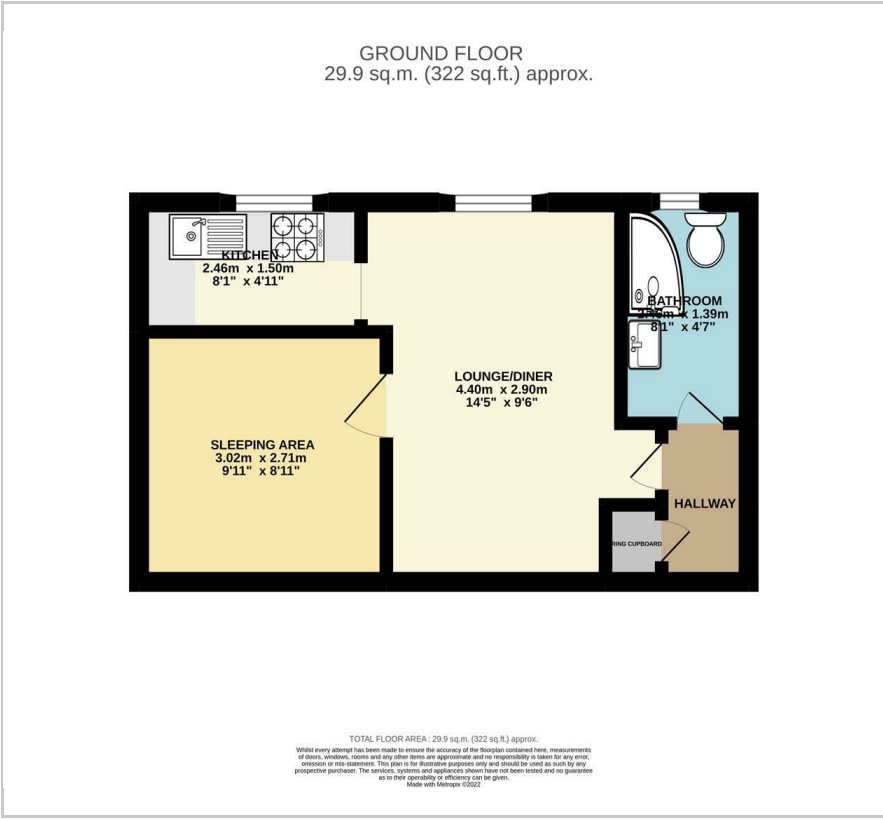 GROUND FLOOR
29.9 sq.m. (322 sq.ft.) approx.
KITCHEN
2.46m x 1.50m
8'1" x 4'11"
BATHROOM
x 1.39m
8'1" x 4'7"
LOUNGE/DINER
4.40m x 2.90m
14'5" x 9'6"
SLEEPING AREA
3.02m x 2.71m
9'11" x 8'11"
HALLWAY
RING CUPBOARD
TOTAL FLOOR AREA : 29.9 sq.m. (322 sq.ft.) approx.
Whilst every attempt has been made to ensure the accuracy of the floorplan contained here, measurements
of doors, windows, rooms and any other items are approximate and no responsibility is taken for any error,
omission or mis-statement. This plan is for illustrative purposes only and should be used as such by any
prospective purchaser. The services, systems and appliances shown have not been tested and no guarantee
as to their operability or efficiency can be given.
Made with Metropix ©2022